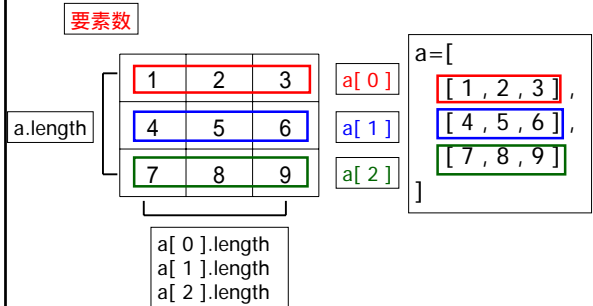 要素数
a=[
1 2 3 a[ 0 ] [ 1 , 2 , 3 ] ,
a.length 4 5 6 a[ 1 ] [ 4 , 5 , 6 ] ,
7 8 9 a[ 2 ] [ 7 , 8 , 9 ]
]
a[ 0 ].length
a[ 1 ].length
a[ 2 ].length